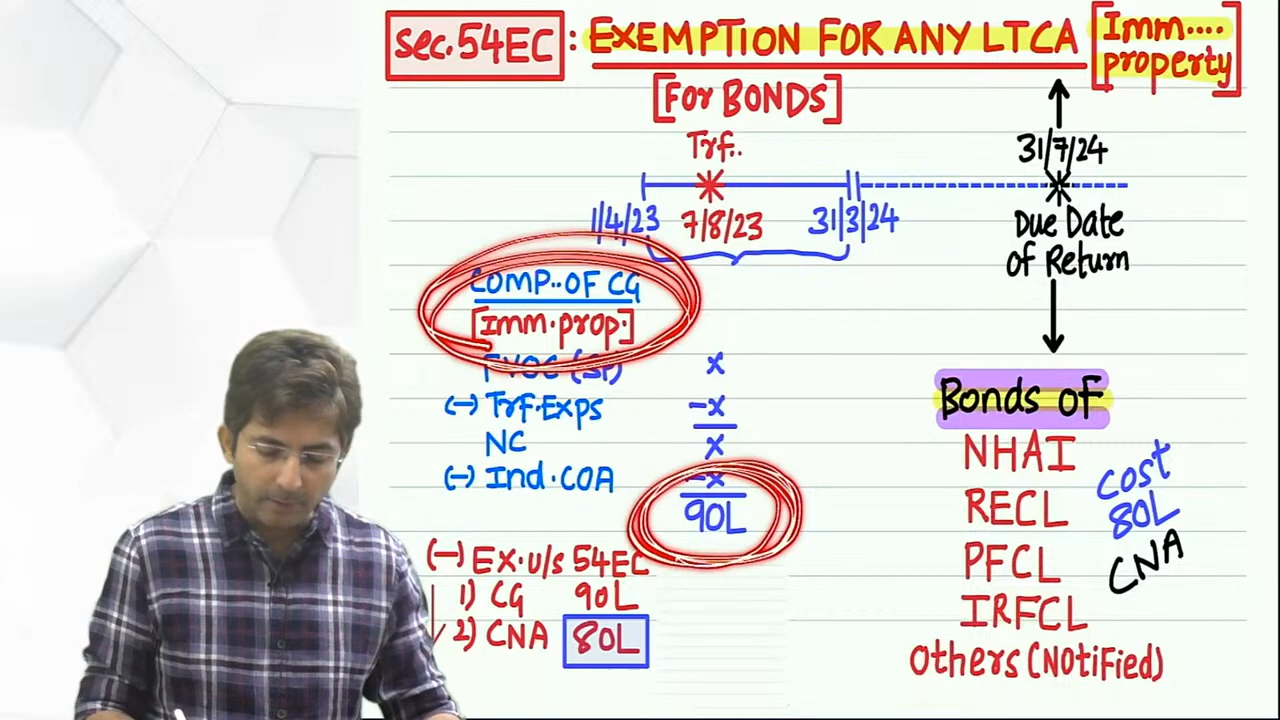 Sec.54EC : EXEMPTION FOR ANY LTCA [Imm....
property]
[For BONDS]
Trf..
31/7/24
1/4/23 7/8/23 31/3/24
Due Date
of Return
COMP.. OF CG
[Imm.prop.]
FVOC (SP) x
(-) Trf.Exps -x
NC x
(-) Ind.COA -x
90L
(-) Ex.u/s 54EC
1) CG 90L
2) CNA 80L
Bonds of
NHAI
RECL
PFCL
IRFCL
Others (Notified)
Cost
80L
CNA